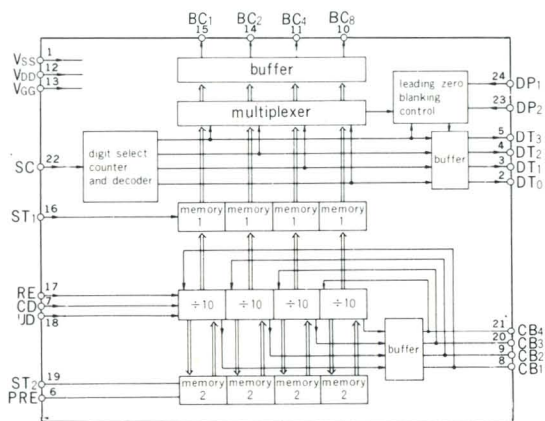 BC1 BC2 BC4 BC8
15 14 11 10
VSS 1
VDD 12
VGG 13
buffer
multiplexer
leading zero
blanking
control
24 DP1
23 DP2
SC 22
digit select
counter
and decoder
buffer
5 DT3
4 DT2
3 DT1
2 DT0
ST1 16
memory 1 memory 1 memory 1 memory 1
RE 17
CD 7
UD 18
÷10 ÷10 ÷10 ÷10
buffer
21 CB4
20 CB3
9 CB2
8 CB1
ST2 19
PRE 6
memory 2 memory 2 memory 2 memory 2